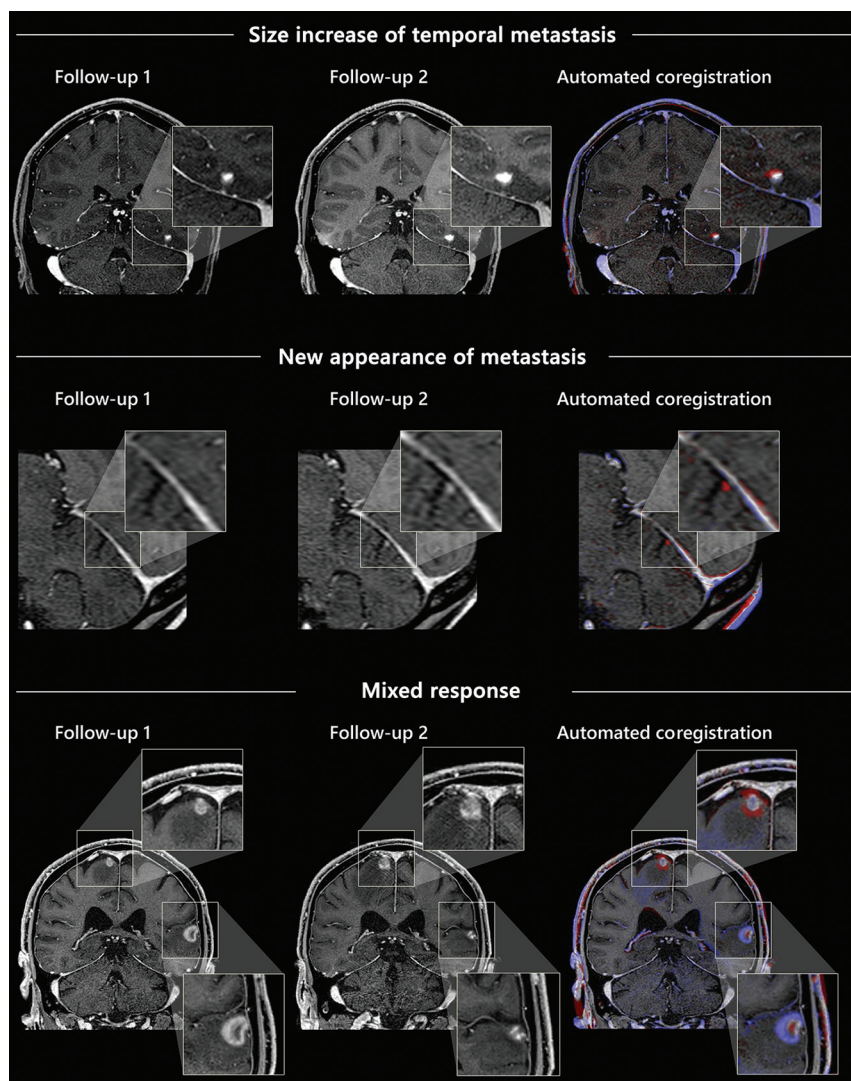 Size increase of temporal metastasis
Follow-up 1 Follow-up 2 Automated coregistration
New appearance of metastasis
Follow-up 1 Follow-up 2 Automated coregistration
Mixed response
Follow-up 1 Follow-up 2 Automated coregistration